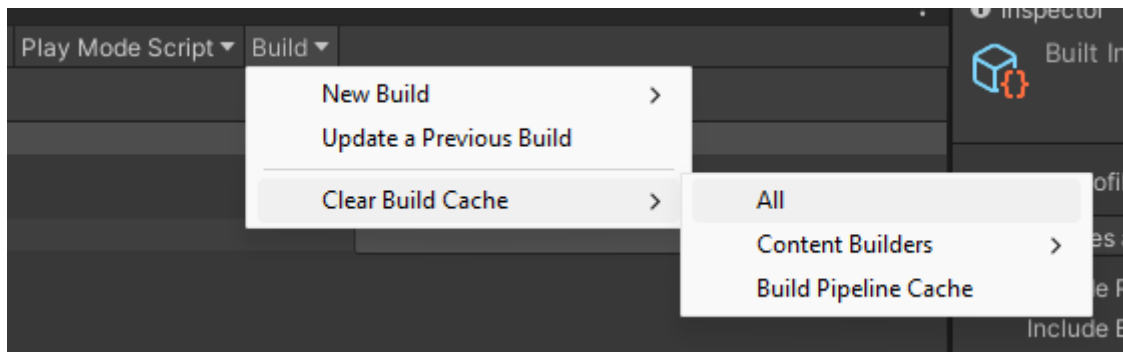 Inspector
Play Mode Script
Build
Built In
New Build
Update a Previous Build
Clear Build Cache
All
Content Builders
Build Pipeline Cache
Include